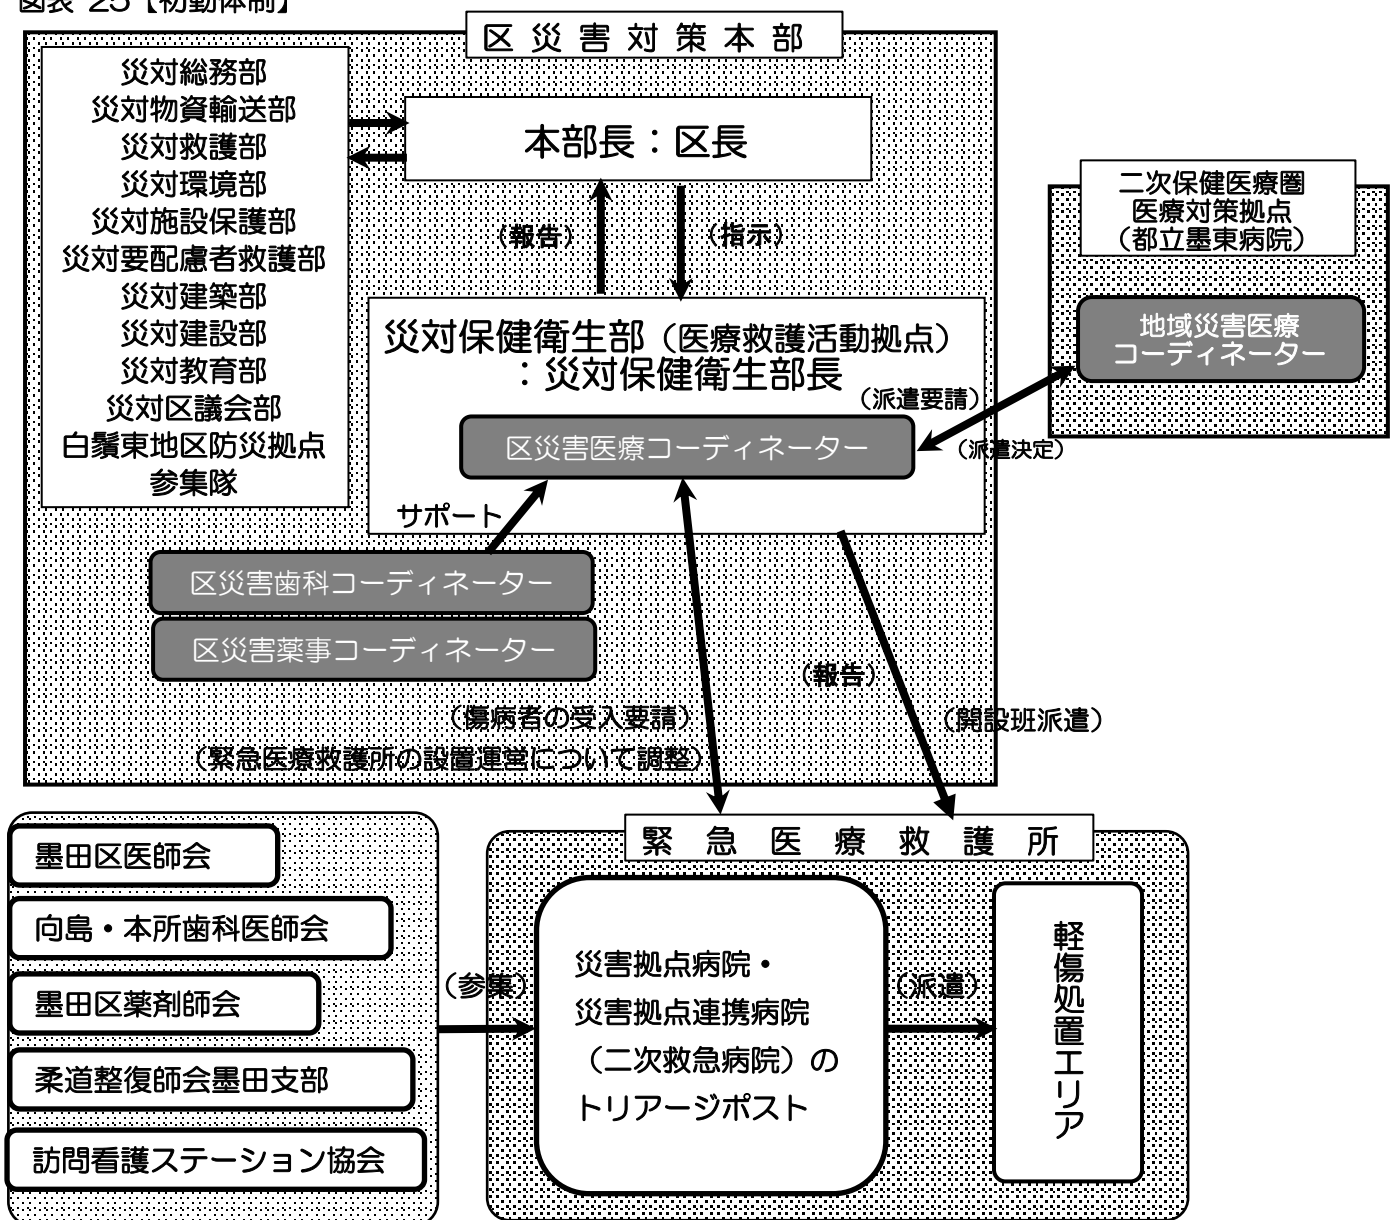 図表 25【初動体制】
区災害対策本部
災対総務部
災対物資輸送部
災対救護部
災対環境部
災対施設保護部
災対要配慮者救護部
災対建築部
災対建設部
災対教育部
災対区議会部
白鬚東地区防災拠点
参集隊
本部長：区長
（報告）
（指示）
災対保健衛生部（医療救護活動拠点）
：災対保健衛生部長
区災害医療コーディネーター
サポート
区災害歯科コーディネーター
区災害薬事コーディネーター
二次保健医療圏
医療対策拠点
（都立墨東病院）
地域災害医療
コーディネーター
（派遣要請）
（派遣決定）
（報告）
（開設班派遣）
（傷病者の受入要請）
（緊急医療救護所の設置運営について調整）
墨田区医師会
向島・本所歯科医師会
墨田区薬剤師会
柔道整復師会墨田支部
訪問看護ステーション協会
（参集）
緊急医療救護所
災害拠点病院・
災害拠点連携病院
（二次救急病院）の
トリアージポスト
（派遣）
軽傷処置エリア